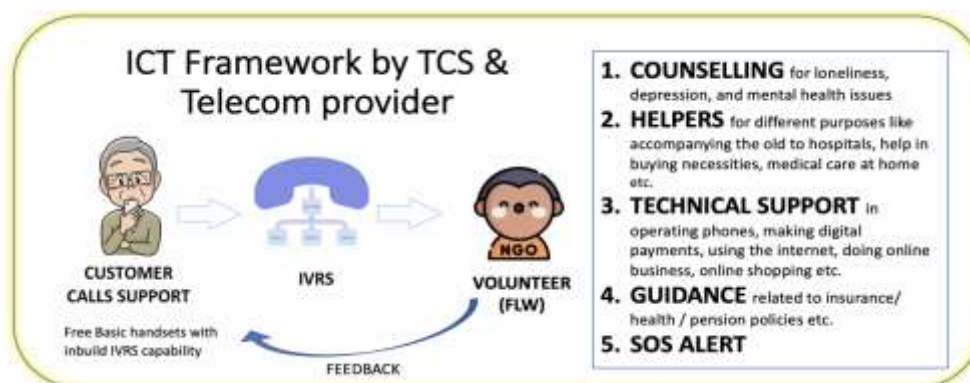 ICT Framework by TCS &
Telecom provider
CUSTOMER
CALLS SUPPORT
Free Basic handsets with
inbuild IVRS capability
IVRS
NGO
VOLUNTEER
(FLW)
FEEDBACK
1. COUNSELLING for loneliness,
depression, and mental health issues
2. HELPERS for different purposes like
accompanying the old to hospitals, help in
buying necessities, medical care at home
etc.
3. TECHNICAL SUPPORT in
operating phones, making digital
payments, using the internet, doing online
business, online shopping etc.
4. GUIDANCE related to insurance/
health / pension policies etc.
5. SOS ALERT